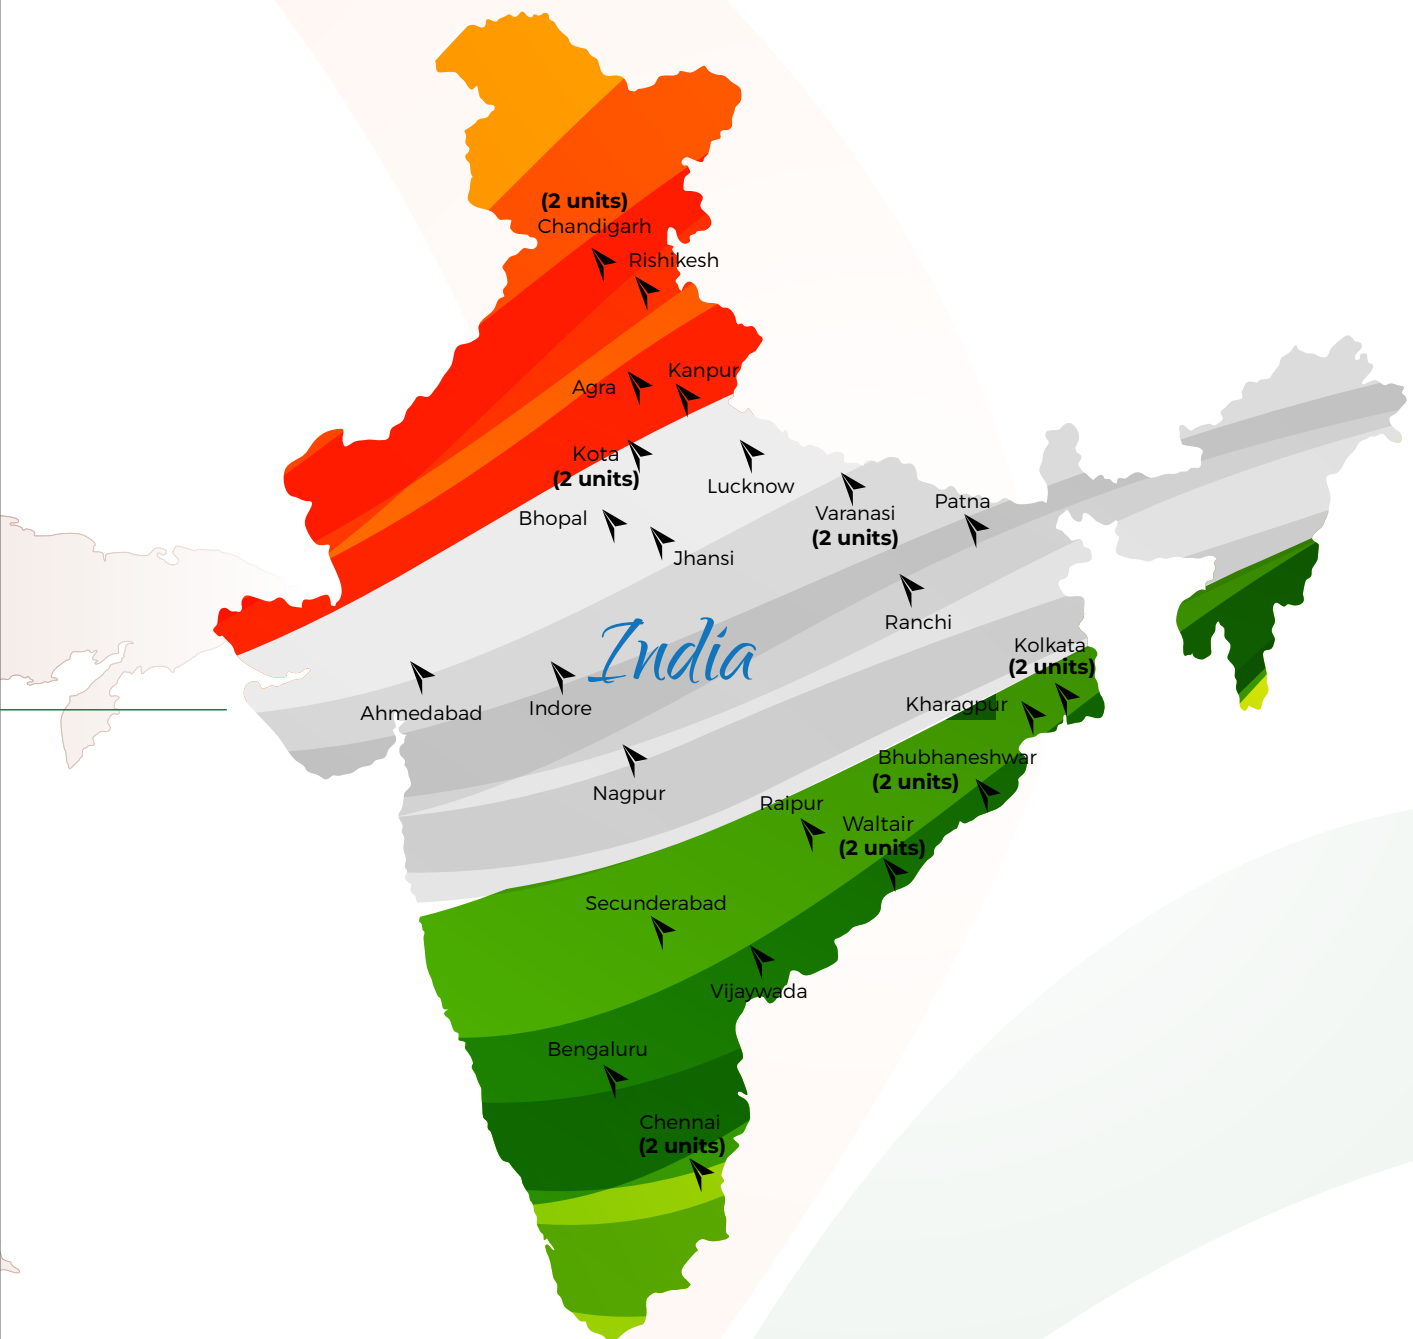 (2 units)
Chandigarh
Rishikesh
Kanpur
Agra
Kota
(2 units)
Lucknow
Bhopal
Jhansi
Varanasi
(2 units)
Patna
Ranchi
India
Kolkata
(2 units)
Ahmedabad
Indore
Kharagpur
Bhubhaneshwar
(2 units)
Nagpur
Raipur
Waltair
(2 units)
Secunderabad
Vijaywada
Bengaluru
Chennai
(2 units)